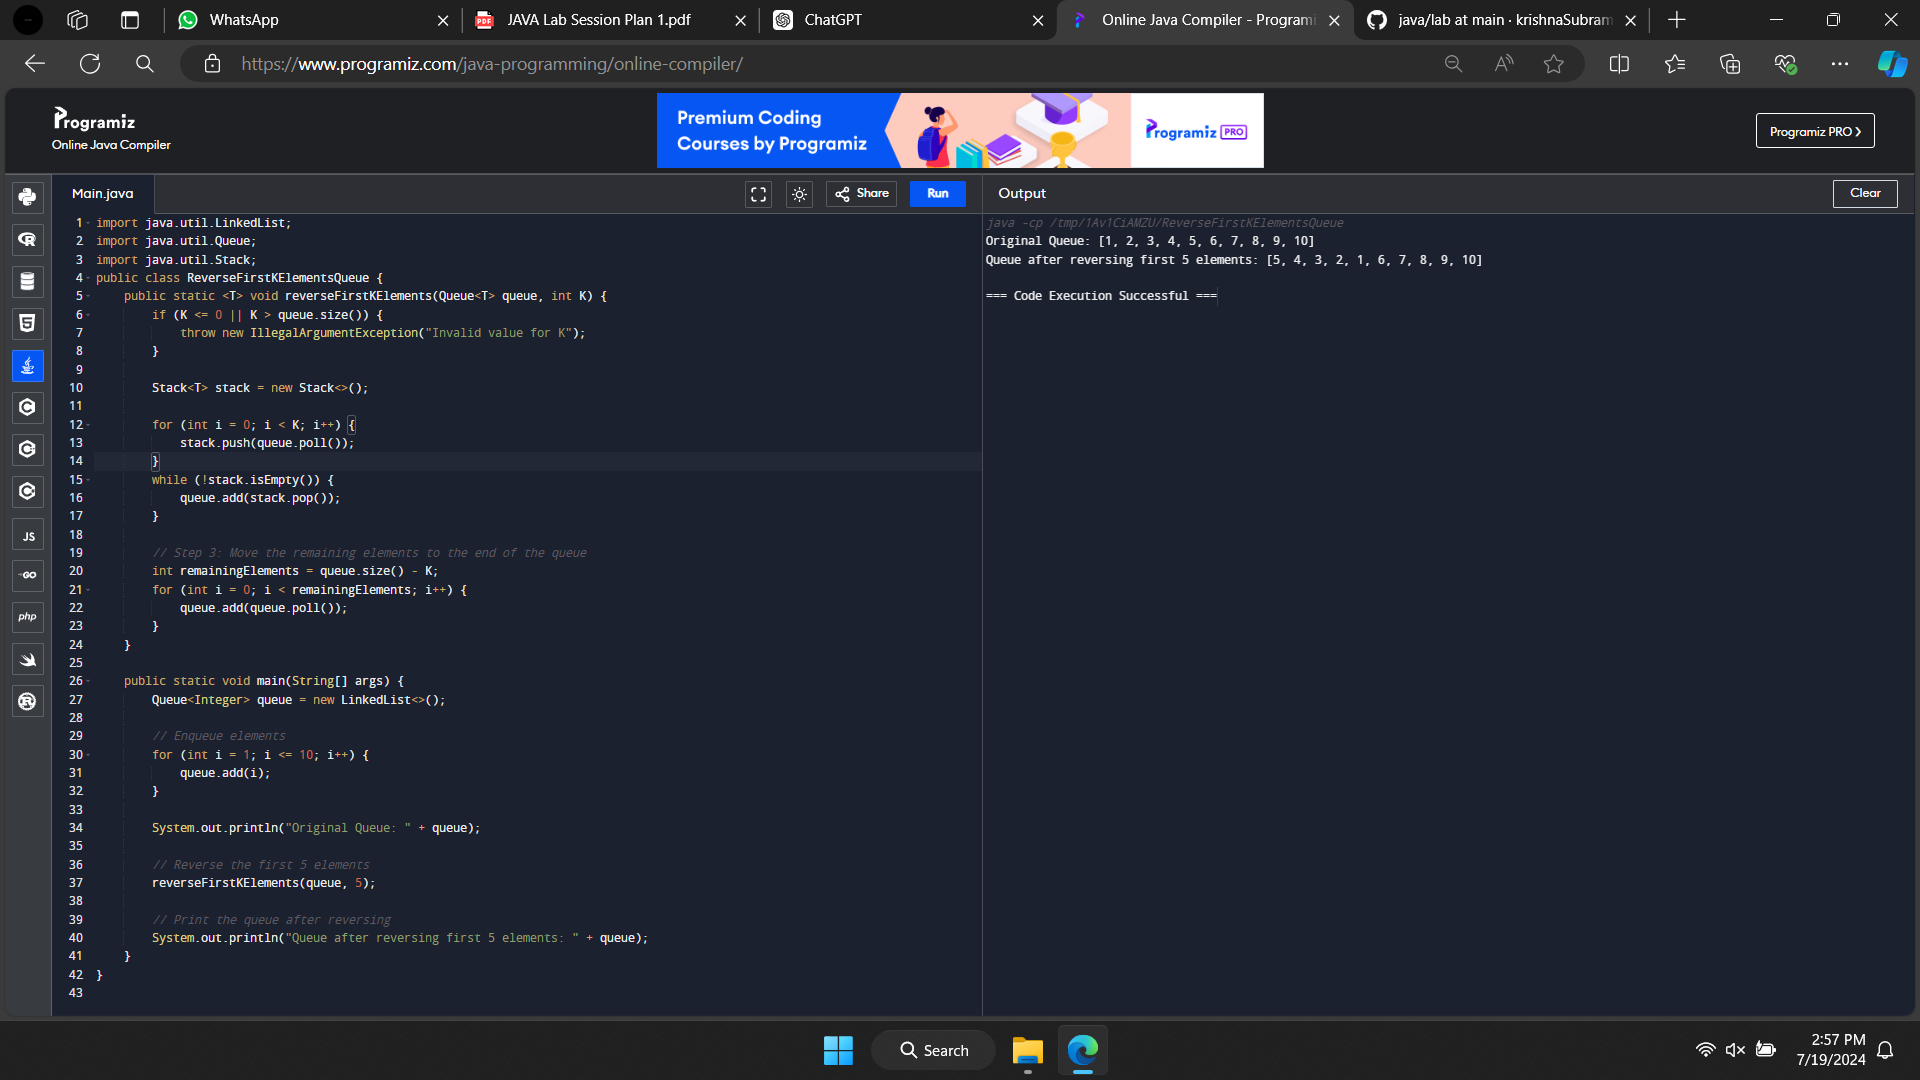 WhatsApp
JAVA Lab Session Plan 1.pdf
ChatGPT
Online Java Compiler - Programi
java/lab at main · krishnaSubram
https://www.programiz.com/java-programming/online-compiler/
Programiz
Online Java Compiler
Premium Coding
Courses by Programiz
Programiz PRO
Programiz PRO
Main.java
Share
Run
Output
Clear
1 import java.util.LinkedList;
2 import java.util.Queue;
3 import java.util.Stack;
4 public class ReverseFirstKElementsQueue {
5     public static <T> void reverseFirstKElements(Queue<T> queue, int K) {
6         if (K <= 0 || K > queue.size()) {
7             throw new IllegalArgumentException("Invalid value for K");
8         }
9
10         Stack<T> stack = new Stack<>();
11
12         for (int i = 0; i < K; i++) {
13             stack.push(queue.poll());
14         }
15         while (!stack.isEmpty()) {
16             queue.add(stack.pop());
17         }
18
19         // Step 3: Move the remaining elements to the end of the queue
20         int remainingElements = queue.size() - K;
21         for (int i = 0; i < remainingElements; i++) {
22             queue.add(queue.poll());
23         }
24     }
25
26     public static void main(String[] args) {
27         Queue<Integer> queue = new LinkedList<>();
28
29         // Enqueue elements
30         for (int i = 1; i <= 10; i++) {
31             queue.add(i);
32         }
33
34         System.out.println("Original Queue: " + queue);
35
36         // Reverse the first 5 elements
37         reverseFirstKElements(queue, 5);
38
39         // Print the queue after reversing
40         System.out.println("Queue after reversing first 5 elements: " + queue);
41     }
42 }
43
java -cp /tmp/1Av1CiAMZU/ReverseFirstKElementsQueue
Original Queue: [1, 2, 3, 4, 5, 6, 7, 8, 9, 10]
Queue after reversing first 5 elements: [5, 4, 3, 2, 1, 6, 7, 8, 9, 10]
=== Code Execution Successful ===
JS
GO
php
Search
2:57 PM
7/19/2024